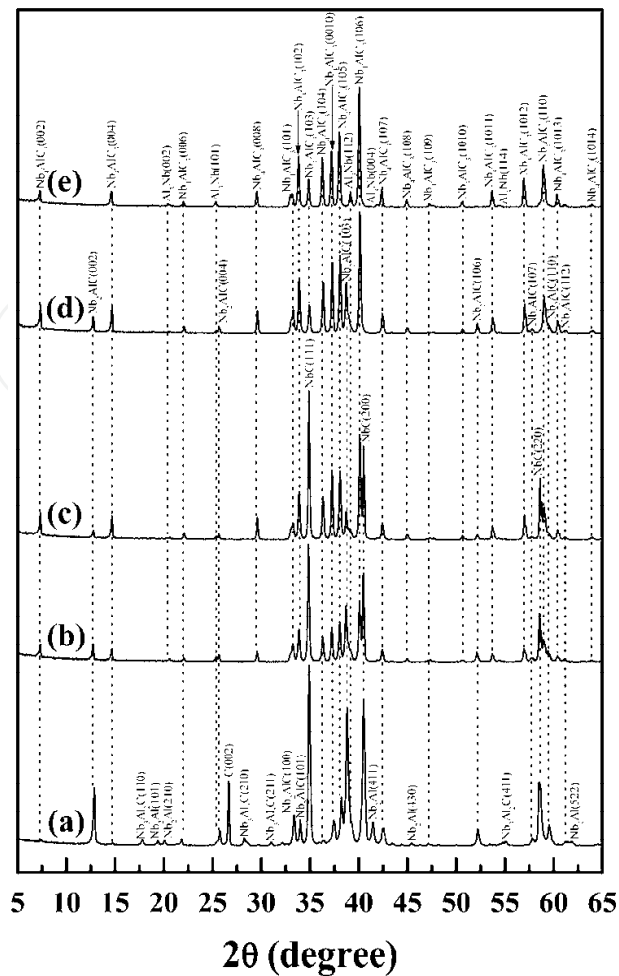 Nb₄AlC₃(002)
Nb₄AlC₃(004)
Al₃Nb(002)
Nb₄AlC₃(006)
Al₃Nb(101)
Nb₄AlC₃(008)
Nb₄AlC₃(101)
Nb₄AlC₃(102)
Nb₄AlC₃(103)
Nb₄AlC₃(104)
Nb₄AlC₃(0010)
Nb₄AlC₃(105)
Al₃Nb(112)
Nb₄AlC₃(106)
Al₃Nb(004)
Nb₄AlC₃(107)
Nb₄AlC₃(108)
Nb₄AlC₃(109)
Nb₄AlC₃(1010)
Nb₄AlC₃(1011)
Al₃Nb(114)
Nb₄AlC₃(1012)
Nb₄AlC₃(110)
Nb₄AlC₃(1013)
Nb₄AlC₃(1014)
(e)
Nb₂AlC(002)
Nb₂AlC(004)
Nb₂AlC(103)
Nb₂AlC(106)
Nb₂AlC(107)
Nb₂AlC(110)
Nb₂AlC(112)
(d)
NbC(111)
NbC(200)
NbC(220)
(c)
(b)
Nb₃Al₂C(110)
Nb₂Al(101)
Nb₂Al(210)
C(002)
Nb₃Al₂C(210)
Nb₃Al₂C(211)
Nb₂AlC(100)
Nb₂AlC(101)
Nb₂Al(411)
Nb₂Al(430)
Nb₃Al₂C(411)
Nb₂Al(522)
(a)
5 10 15 20 25 30 35 40 45 50 55 60 65
2θ (degree)